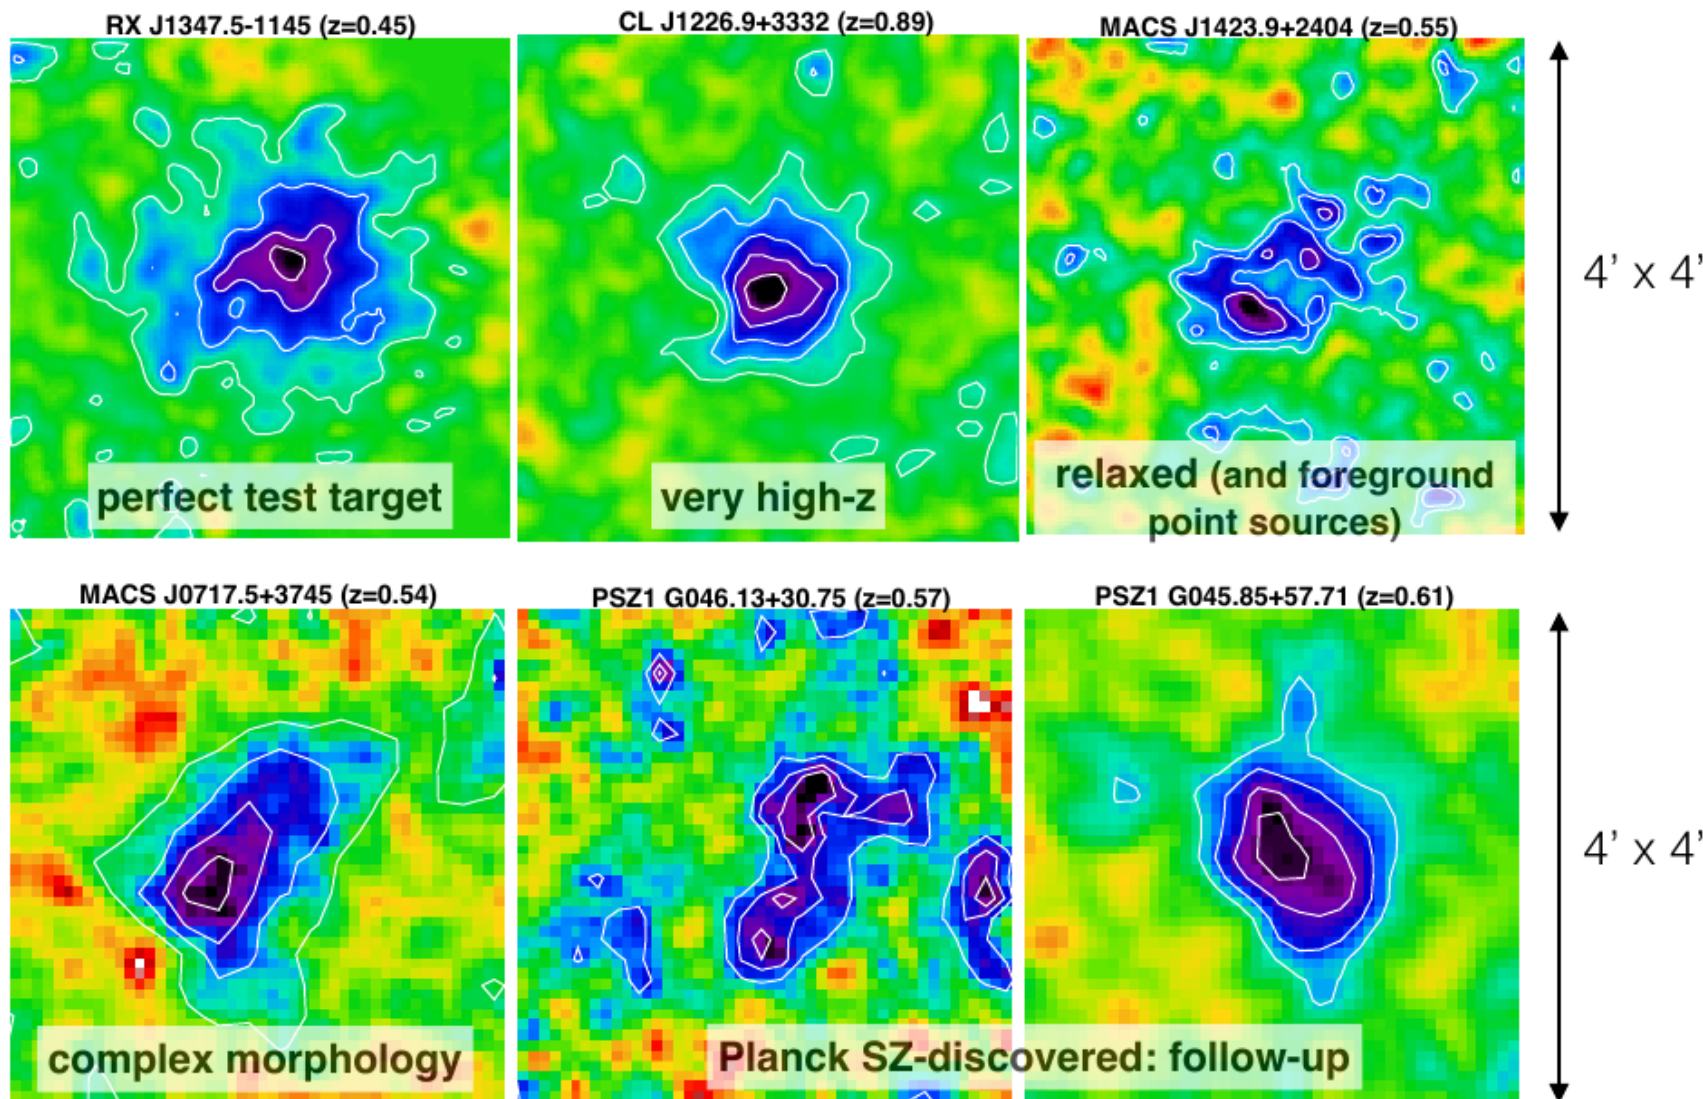 RX J1347.5-1145 (z=0.45)
CL J1226.9+3332 (z=0.89)
MACS J1423.9+2404 (z=0.55)
4’ x 4’
perfect test target
very high-z
relaxed (and foreground
point sources)
MACS J0717.5+3745 (z=0.54)
PSZ1 G046.13+30.75 (z=0.57)
PSZ1 G045.85+57.71 (z=0.61)
4’ x 4’
complex morphology
Planck SZ-discovered: follow-up